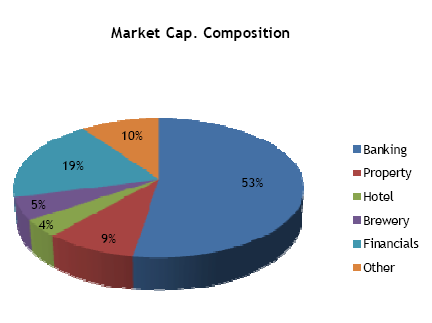 Market Cap. Composition
10%
53%
19%
5%
4%
9%
Banking
Property
Hotel
Brewery
Financials
Other